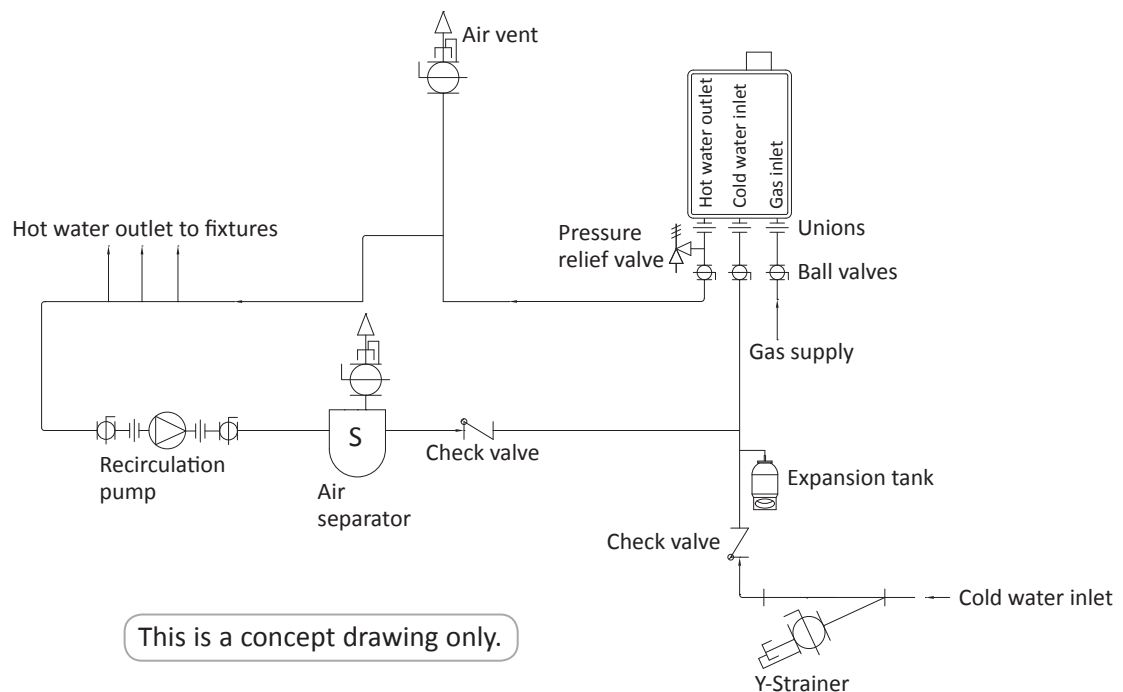 Air vent
Hot water outlet
Cold water inlet
Gas inlet
Hot water outlet to fixtures
Pressure
relief valve
Unions
Ball valves
Gas supply
S
Check valve
Recirculation
pump
Air
separator
Expansion tank
Check valve
Cold water inlet
This is a concept drawing only.
Y-Strainer